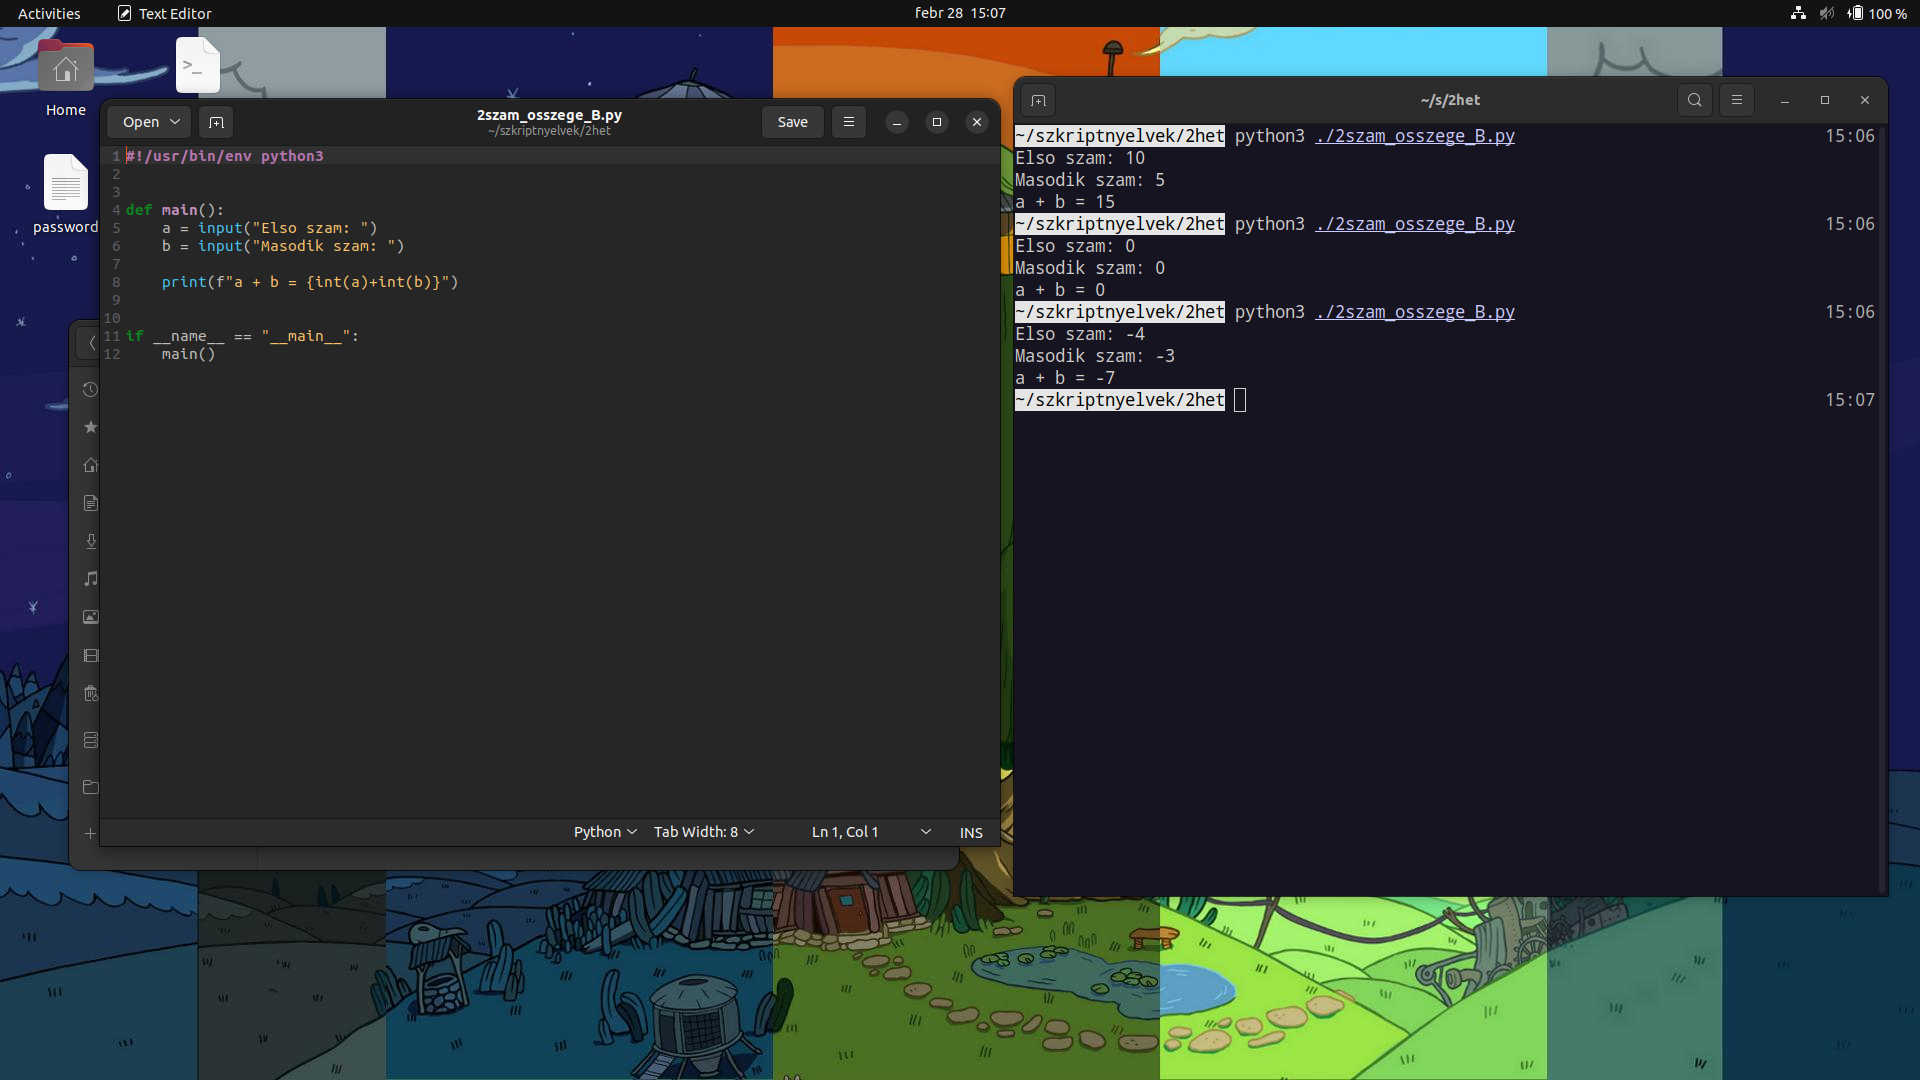 Activities
Text Editor
febr 28 15:07
100 %
Home
password
Open
2szam_osszege_B.py
~/szkriptnyelvek/2het
Save
1 #!/usr/bin/env python3
2
3
4 def main():
5     a = input("Elso szam: ")
6     b = input("Masodik szam: ")
7
8     print(f"a + b = {int(a)+int(b)}")
9
10
11 if __name__ == "__main__":
12     main()
Python
Tab Width: 8
Ln 1, Col 1
INS
~/s/2het
~/szkriptnyelvek/2het python3 ./2szam_osszege_B.py 15:06
Elso szam: 10
Masodik szam: 5
a + b = 15
~/szkriptnyelvek/2het python3 ./2szam_osszege_B.py 15:06
Elso szam: 0
Masodik szam: 0
a + b = 0
~/szkriptnyelvek/2het python3 ./2szam_osszege_B.py 15:06
Elso szam: -4
Masodik szam: -3
a + b = -7
~/szkriptnyelvek/2het 15:07